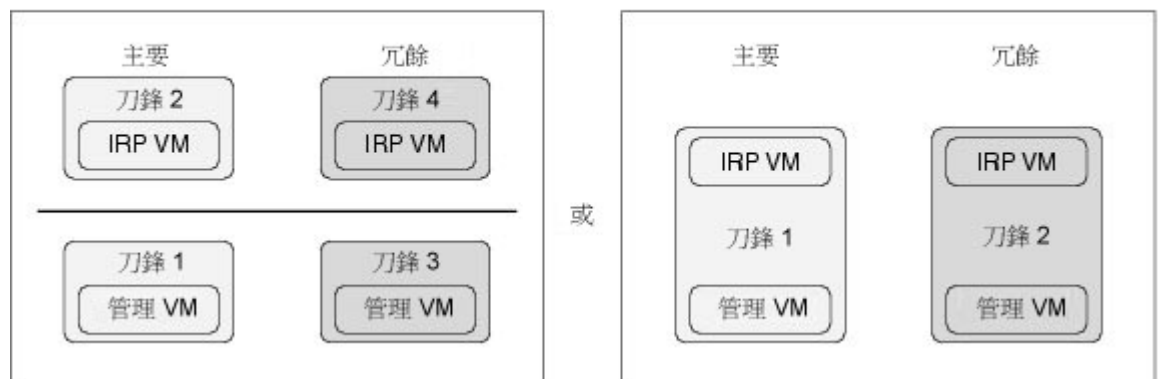 主要
冗餘
刀鋒 2
IRP VM
刀鋒 4
IRP VM
刀鋒 1
管理 VM
刀鋒 3
管理 VM
或
主要
冗餘
IRP VM
刀鋒 1
管理 VM
IRP VM
刀鋒 2
管理 VM